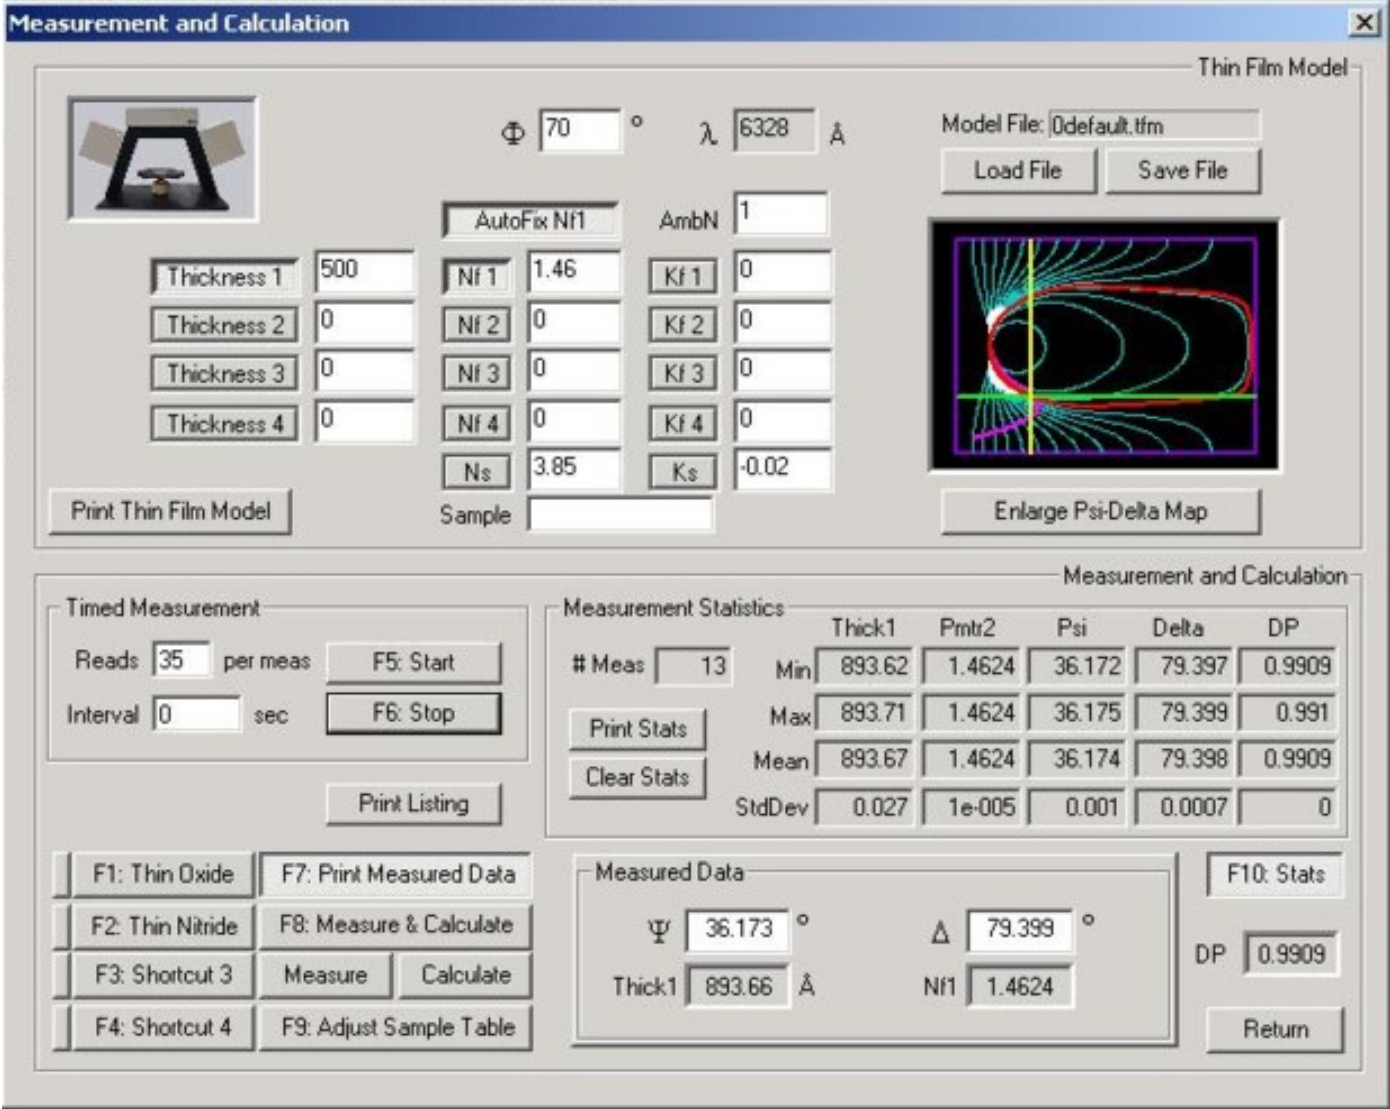 Measurement and Calculation
Thin Film Model
Φ 70 ° λ 6328 Å
Model File: 0default.tfm
Load File Save File
AutoFix Nf1 AmbN 1
Thickness 1 500 Nf 1 1.46 Kf 1 0
Thickness 2 0 Nf 2 0 Kf 2 0
Thickness 3 0 Nf 3 0 Kf 3 0
Thickness 4 0 Nf 4 0 Kf 4 0
Ns 3.85 Ks -0.02
Print Thin Film Model Sample Enlarge Psi-Delta Map
Measurement and Calculation
Timed Measurement
Reads 35 per meas F5: Start
Interval 0 sec F6: Stop
Print Listing
Measurement Statistics
Thick1 Pmtr2 Psi Delta DP
# Meas 13 Min 893.62 1.4624 36.172 79.397 0.9909
Print Stats Max 893.71 1.4624 36.175 79.399 0.991
Clear Stats Mean 893.67 1.4624 36.174 79.398 0.9909
StdDev 0.027 1e-005 0.001 0.0007 0
F1: Thin Oxide F7: Print Measured Data
F2: Thin Nitride F8: Measure & Calculate
F3: Shortcut 3 Measure Calculate
F4: Shortcut 4 F9: Adjust Sample Table
Measured Data
Ψ 36.173 ° Δ 79.399 °
Thick1 893.66 Å Nf1 1.4624
F10: Stats
DP 0.9909
Return